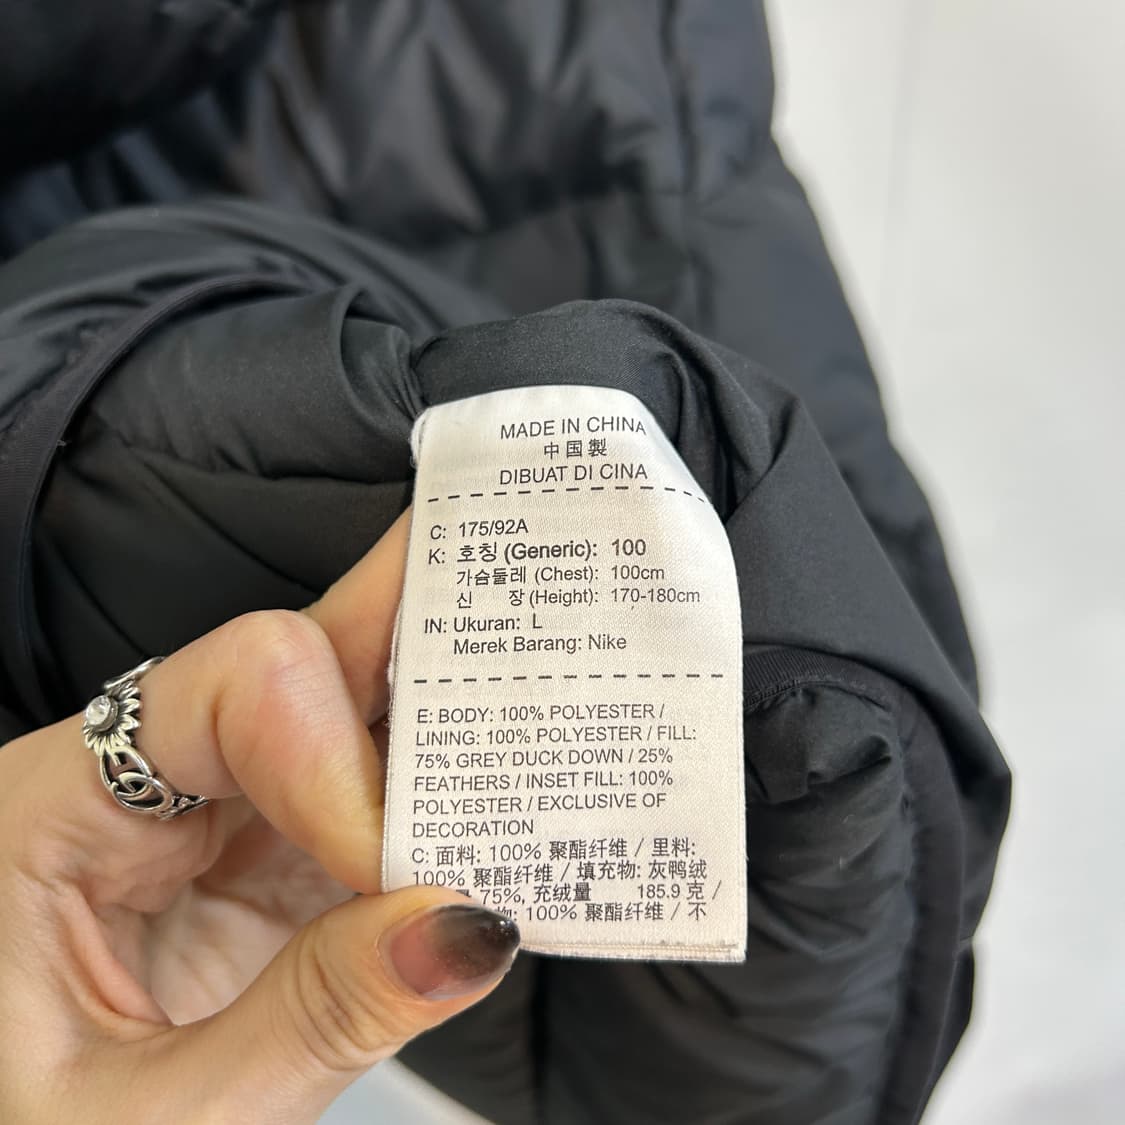 MADE IN CHINA
中国製
DIBUAT DI CINA
C: 175/92A
K: 호칭 (Generic): 100
가슴둘레 (Chest): 100cm
신 장 (Height): 170-180cm
IN: Ukuran: L
Merek Barang: Nike
E: BODY: 100% POLYESTER /
LINING: 100% POLYESTER / FILL:
75% GREY DUCK DOWN / 25%
FEATHERS / INSET FILL: 100%
POLYESTER / EXCLUSIVE OF
DECORATION
C: 面料: 100% 聚酯纤维 / 里料:
100% 聚酯纤维 / 填充物: 灰鸭绒
75%, 充绒量 185.9 克 /
: 100% 聚酯纤维 / 不